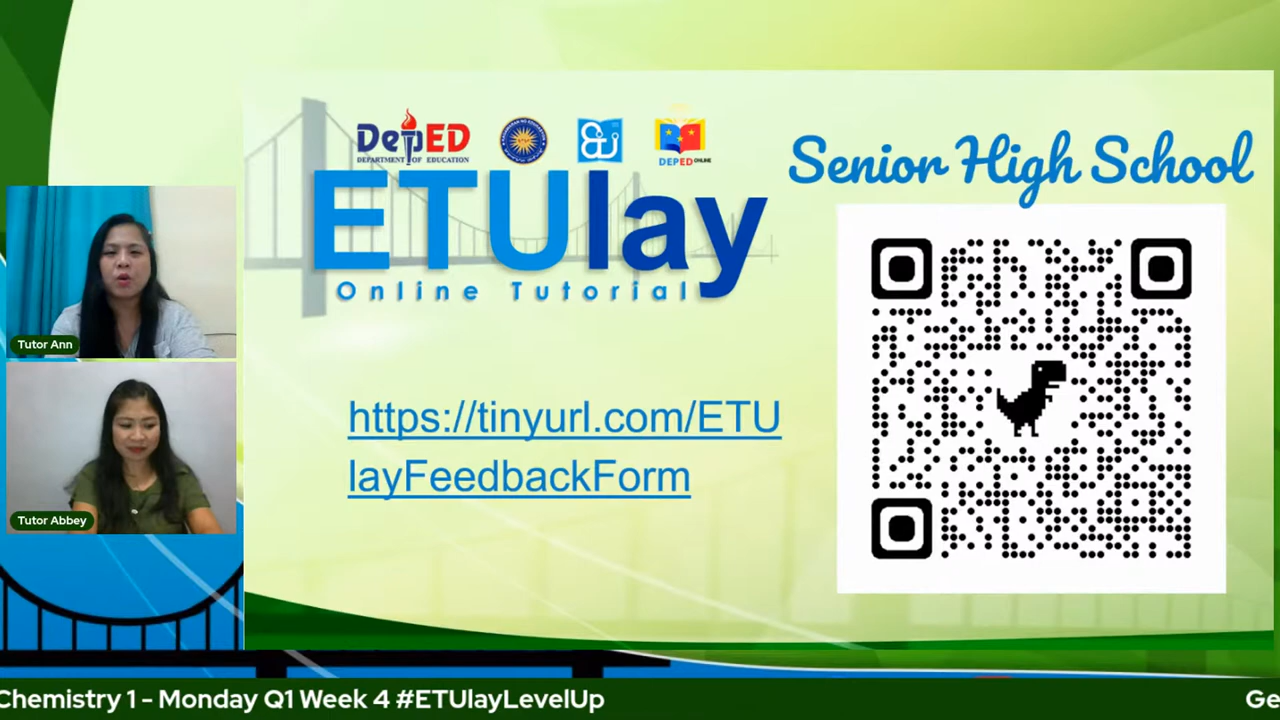 DepED
DEPARTMENT OF EDUCATION
DEPED ONLINE
ETUlay
Online Tutorial
Senior High School
https://tinyurl.com/ETU
layFeedbackForm
Tutor Ann
Tutor Abbey
Chemistry 1 - Monday Q1 Week 4 #ETUlayLevelUp
Ge